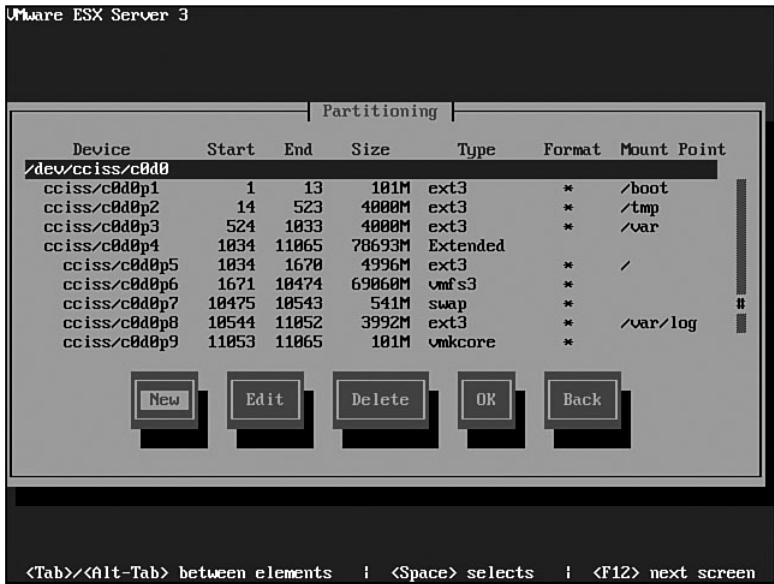 VMware ESX Server 3
Partitioning
Device Start End Size Type Format Mount Point
/dev/cciss/c0d0
cciss/c0d0p1 1 13 101M ext3 * /boot
cciss/c0d0p2 14 523 4000M ext3 * /tmp
cciss/c0d0p3 524 1033 4000M ext3 * /var
cciss/c0d0p4 1034 11065 78693M Extended
cciss/c0d0p5 1034 1670 4996M ext3 * /
cciss/c0d0p6 1671 10474 69060M vmfs3 *
cciss/c0d0p7 10475 10543 541M swap * #
cciss/c0d0p8 10544 11052 3992M ext3 * /var/log
cciss/c0d0p9 11053 11065 101M vmkcore *
New Edit Delete OK Back
<Tab>/<Alt-Tab> between elements | <Space> selects | <F12> next screen